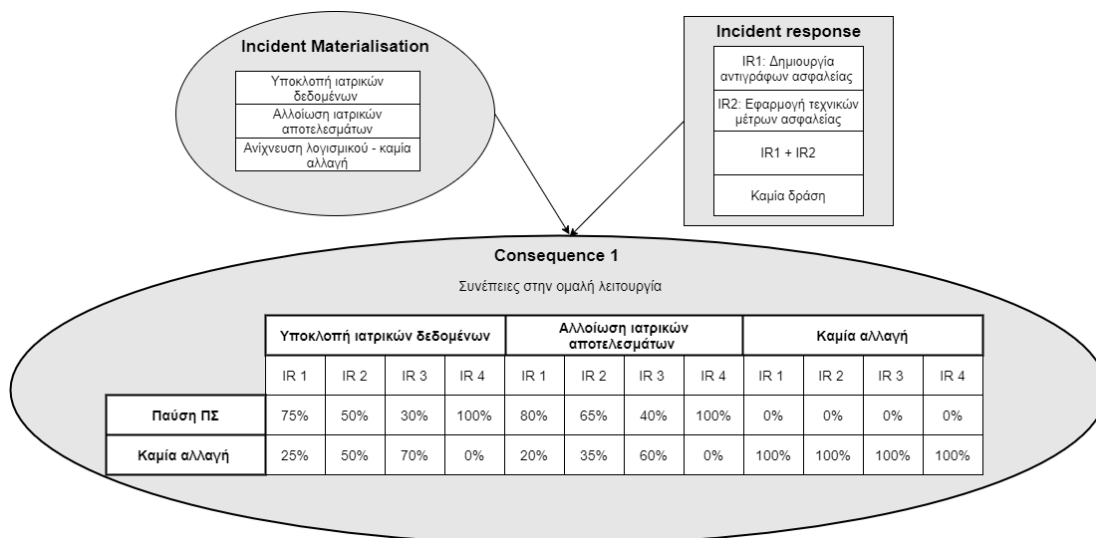 Incident Materialisation
Υποκλοπή ιατρικών
δεδομένων
Αλλοίωση ιατρικών
αποτελεσμάτων
Ανίχνευση λογισμικού - καμία
αλλαγή
Incident response
IR1: Δημιουργία
αντιγράφων ασφαλείας
IR2: Εφαρμογή τεχνικών
μέτρων ασφαλείας
IR1 + IR2
Καμία δράση
Consequence 1
Συνέπειες στην ομαλή λειτουργία
Υποκλοπή ιατρικών δεδομένων Αλλοίωση ιατρικών αποτελεσμάτων Καμία αλλαγή
IR 1 IR 2 IR 3 IR 4 IR 1 IR 2 IR 3 IR 4 IR 1 IR 2 IR 3 IR 4
Παύση ΠΣ 75% 50% 30% 100% 80% 65% 40% 100% 0% 0% 0% 0%
Καμία αλλαγή 25% 50% 70% 0% 20% 35% 60% 0% 100% 100% 100% 100%